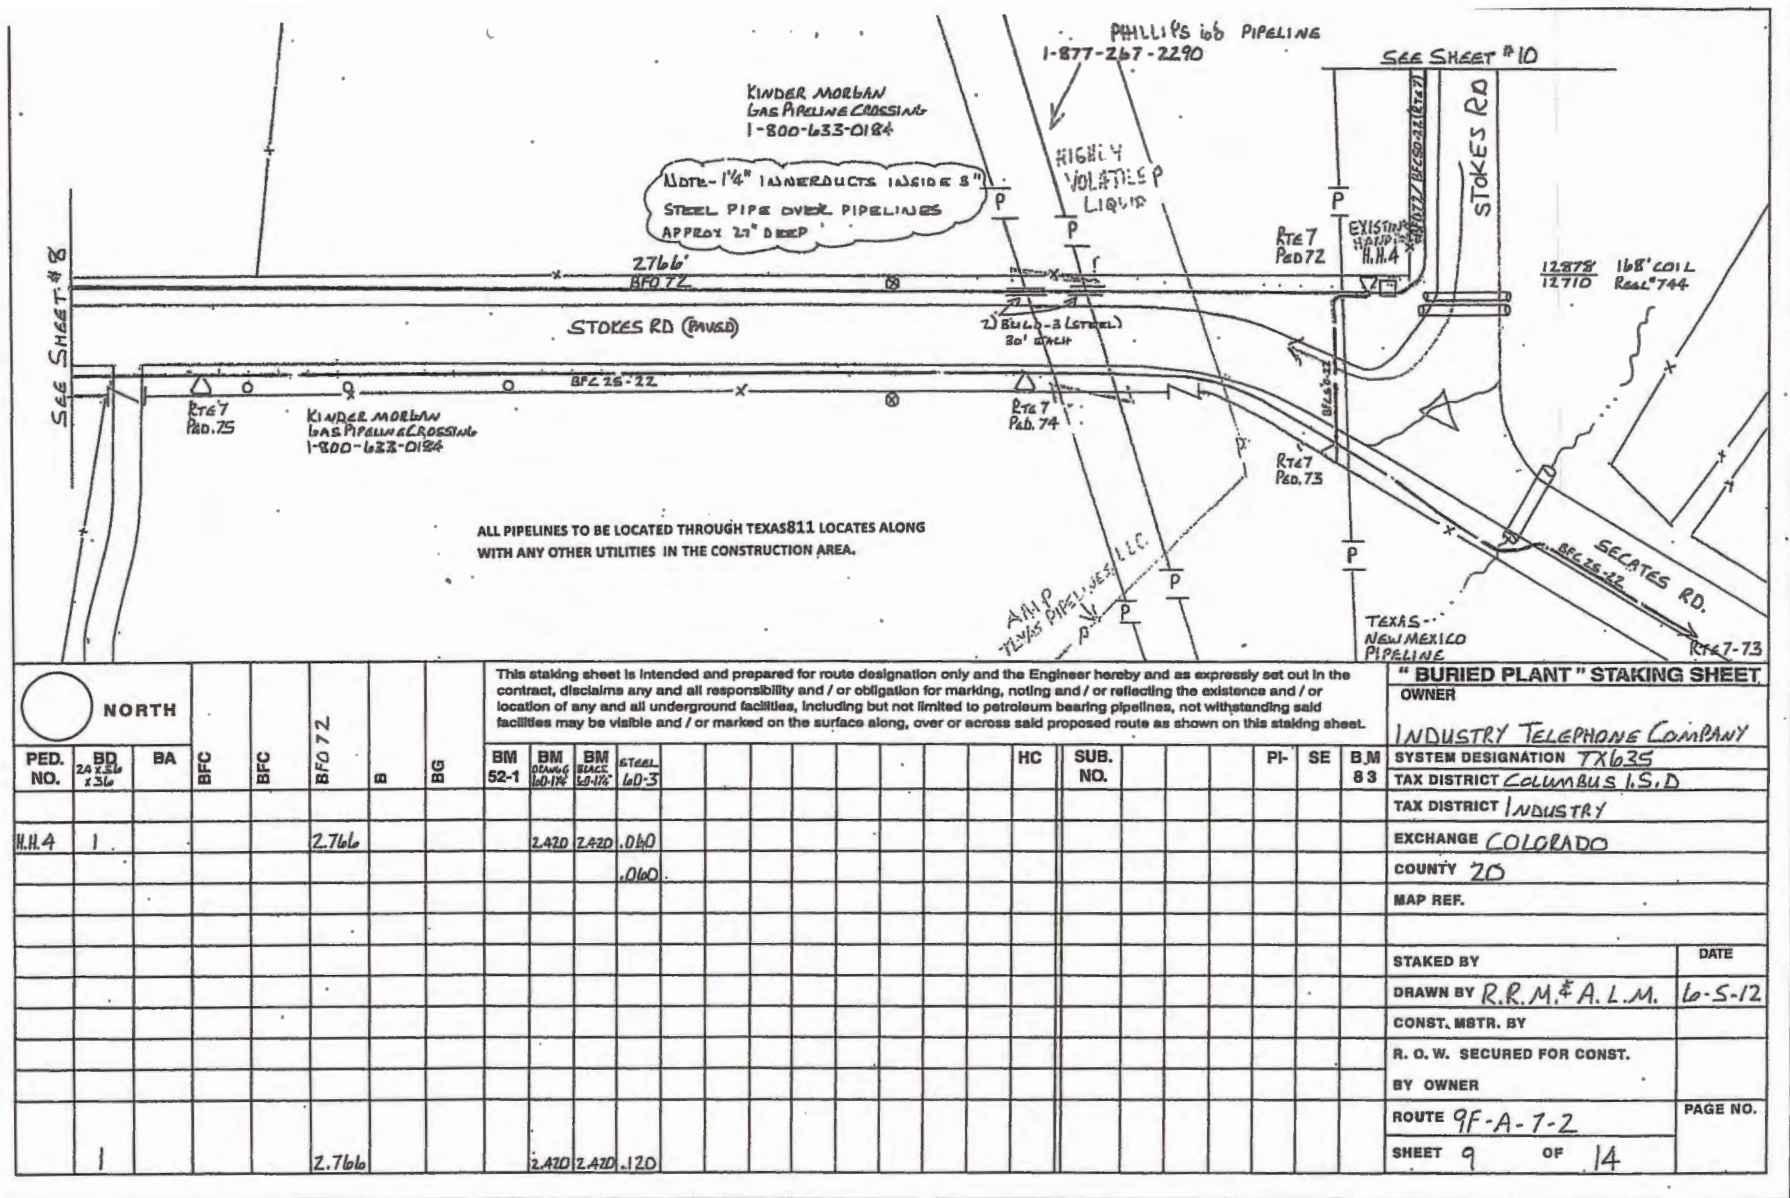 PHILLIPS 66 PIPELINE
1-877-267-2290
SEE SHEET #10
KINDER MORGAN
GAS PIPELINE CROSSING
1-800-633-0184
HIGHLY
VOLATILE
LIQUID
P
P
P
P
NOTE-1¼" INNERDUCTS INSIDE 8"
STEEL PIPE OVER PIPELINES
APPROX 27" DEEP
STOKES RD
RTE 7
PED 72
EXISTING
H.H.4
12878
12710
168' COIL
REEL #744
SEE SHEET #8
2766'
BFO 72
STOKES RD (PAVED)
2) BM60-3 (STEEL)
30' EACH
BFC 25-22
BFC50-22
RTE 7
PED. 75
KINDER MORGAN
GAS PIPELINE CROSSING
1-800-633-0184
RTE 7
PED. 74
RTE 7
PED. 73
ALL PIPELINES TO BE LOCATED THROUGH TEXAS811 LOCATES ALONG
WITH ANY OTHER UTILITIES IN THE CONSTRUCTION AREA.
TEXAS PIPELINES, LLC
P
P
P
P
SECATES RD.
BFC 25-22
TEXAS-
NEW MEXICO
PIPELINE
RTE 7-73
NORTH
This staking sheet is intended and prepared for route designation only and the Engineer hereby and as expressly set out in the
contract, disclaims any and all responsibility and / or obligation for marking, noting and / or reflecting the existence and / or
location of any and all underground facilities, including but not limited to petroleum bearing pipelines, not withstanding said
facilities may be visible and / or marked on the surface along, over or across said proposed route as shown on this staking sheet.
"BURIED PLANT" STAKING SHEET
OWNER
INDUSTRY TELEPHONE COMPANY
PED. NO.
BD 24x36 x36
BA
BFC
BFC
BFO 72
B
BG
BM 52-1
BM ORANGE 60-1¼"
BM BLACK 60-1¼"
STEEL 60-3
HC
SUB. NO.
PI-
SE
BM 83
SYSTEM DESIGNATION TX635
TAX DISTRICT COLUMBUS I.S.D
TAX DISTRICT INDUSTRY
H.H.4 1 2.766 2.420 2.420 .060
EXCHANGE COLORADO
.060
COUNTY 20
MAP REF.
STAKED BY
DATE
DRAWN BY R.R.M. & A.L.M. 6-5-12
CONST. MSTR. BY
R. O. W. SECURED FOR CONST.
BY OWNER
ROUTE 9F-A-7-2
PAGE NO.
1 2.766 2.420 2.420 .120
SHEET 9 OF 14